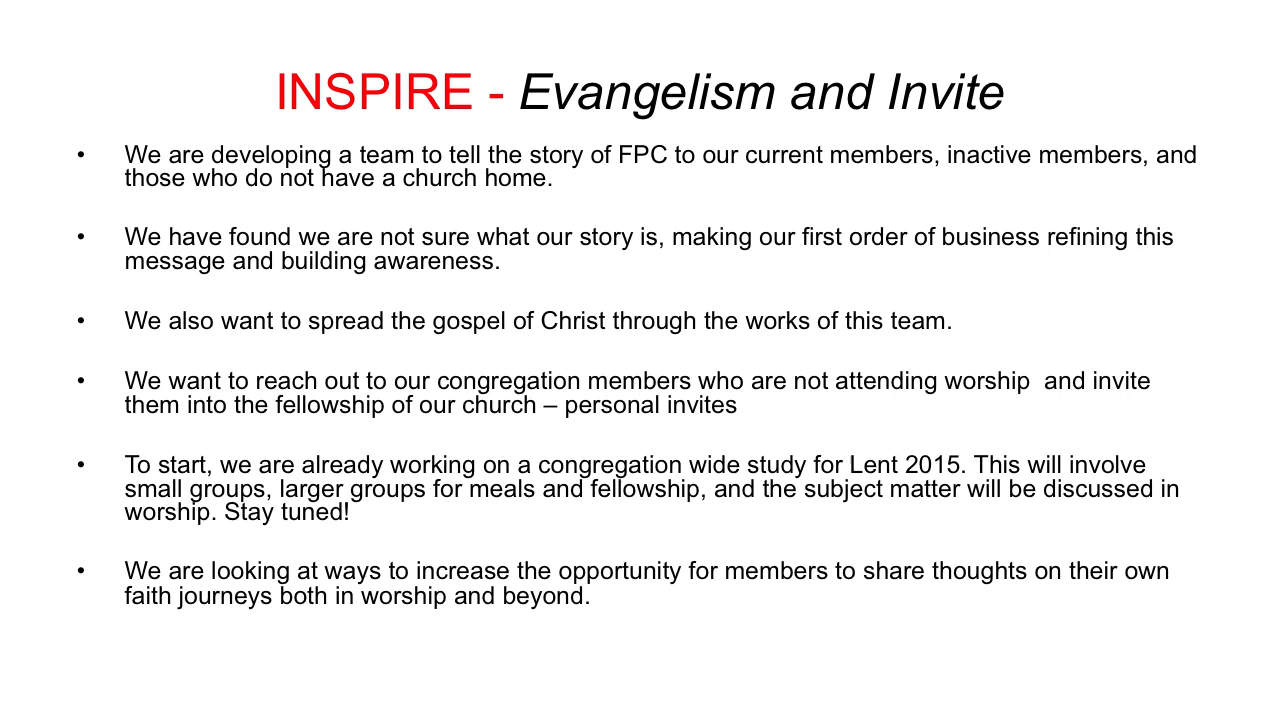 INSPIRE - Evangelism and Invite
• We are developing a team to tell the story of FPC to our current members, inactive members, and
those who do not have a church home.
• We have found we are not sure what our story is, making our first order of business refining this
message and building awareness.
• We also want to spread the gospel of Christ through the works of this team.
• We want to reach out to our congregation members who are not attending worship  and invite
them into the fellowship of our church – personal invites
• To start, we are already working on a congregation wide study for Lent 2015. This will involve
small groups, larger groups for meals and fellowship, and the subject matter will be discussed in
worship. Stay tuned!
• We are looking at ways to increase the opportunity for members to share thoughts on their own
faith journeys both in worship and beyond.